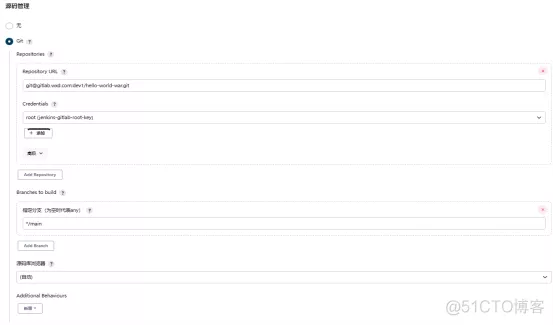 源码管理
无
Git ?
Repositories ?
Repository URL ?
git@gitlab.wxd.com:dev1/hello-world-war.git
Credentials ?
root (jenkins-gitlab-root-key)
+ 添加
高级
Add Repository
Branches to build ?
指定分支（为空时代表any） ?
*/main
Add Branch
源码库浏览器 ?
(自动)
Additional Behaviours
新增
@51CTO博客